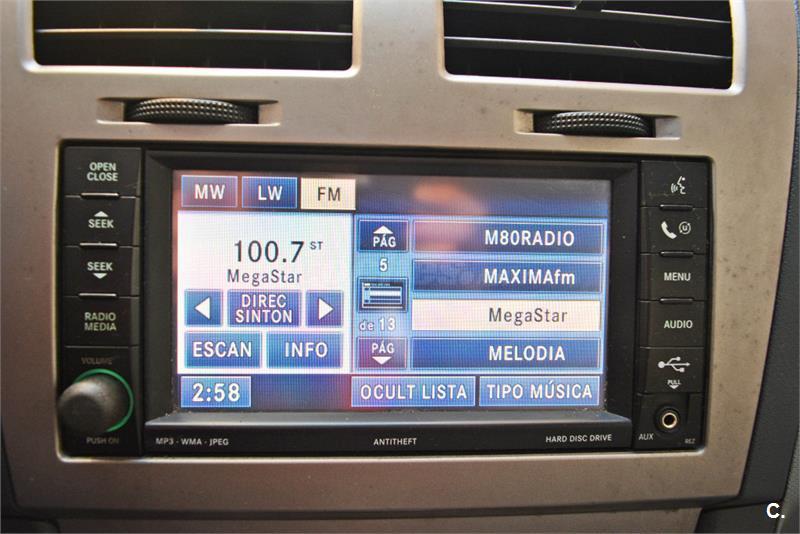 OPEN
CLOSE
SEEK
SEEK
RADIO
MEDIA
VOLUME
PUSH ON
MW LW FM
100.7 ST
MegaStar
DIREC
SINTON
ESCAN INFO
2:58
PÁG
5
de 13
PÁG
M80RADIO
MAXIMAfm
MegaStar
MELODIA
OCULT LISTA TIPO MÚSICA
MP3 - WMA - JPEG ANTITHEFT HARD DISC DRIVE
MENU
AUDIO
PULL
AUX REZ
C.